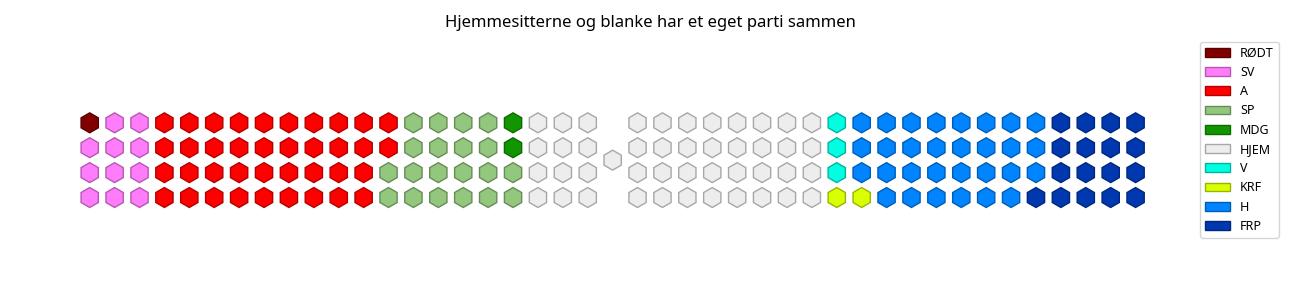 Hjemmesitterne og blanke har et eget parti sammen
RØDT
SV
A
SP
MDG
HJEM
V
KRF
H
FRP